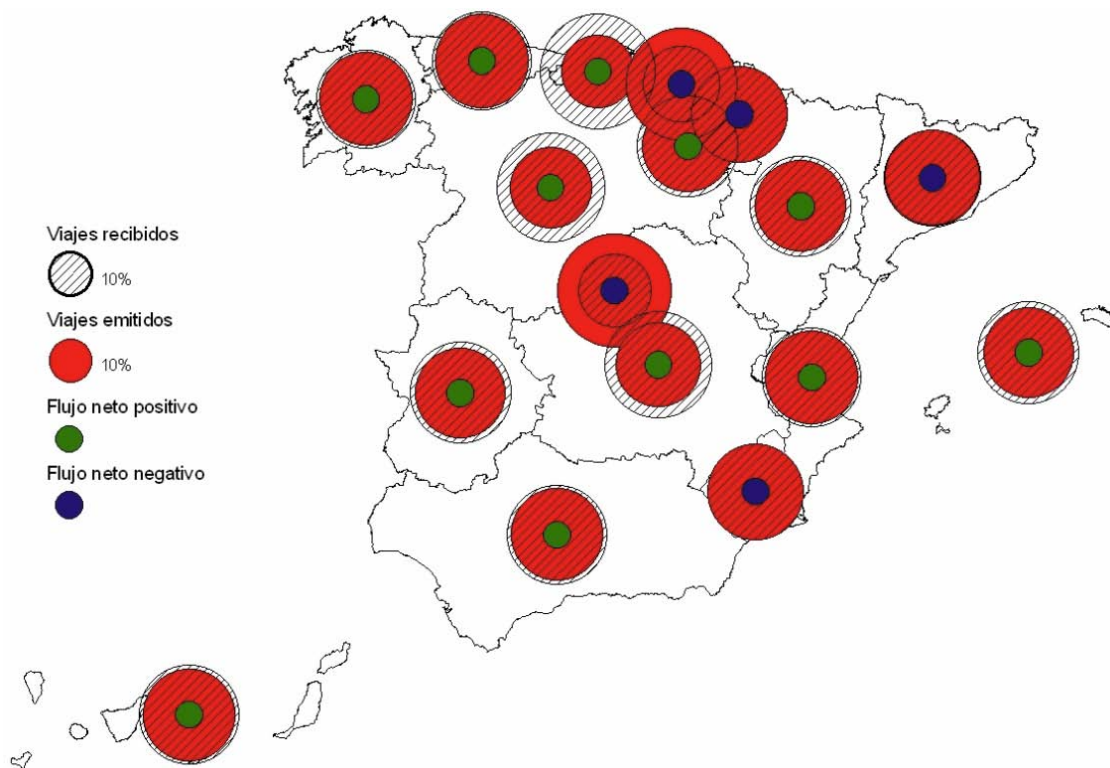 Viajes recibidos
10%
Viajes emitidos
10%
Flujo neto positivo
Flujo neto negativo